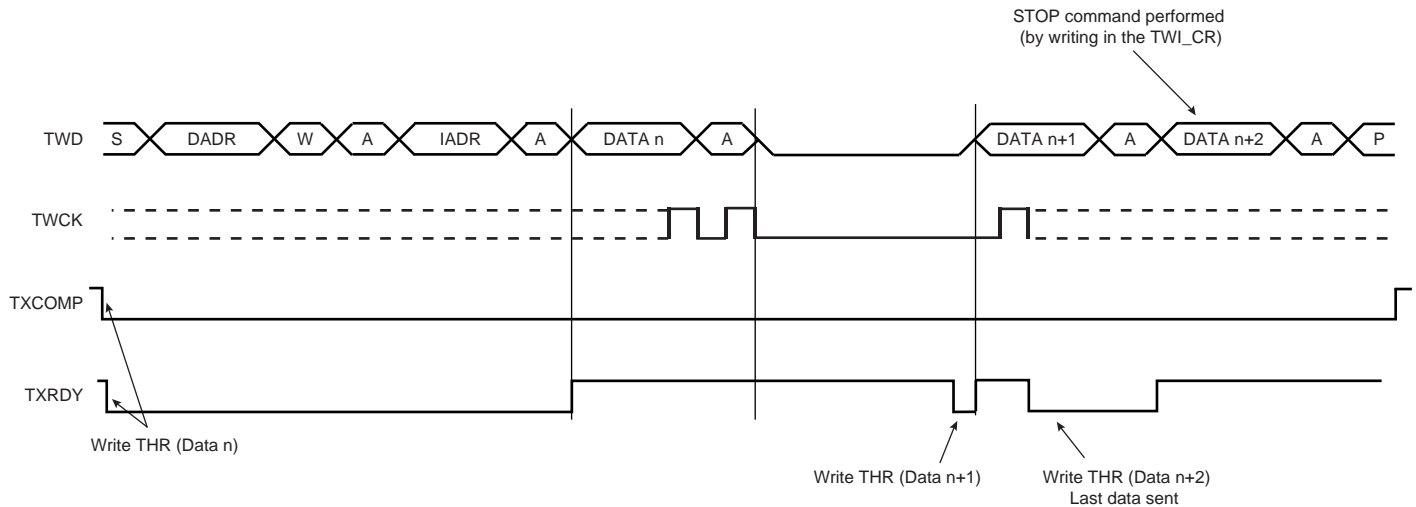 STOP command performed
(by writing in the TWI_CR)
TWD S DADR W A IADR A DATA n A DATA n+1 A DATA n+2 A P
TWCK
TXCOMP
TXRDY
Write THR (Data n)
Write THR (Data n+1)
Write THR (Data n+2)
Last data sent